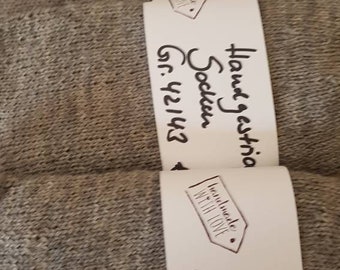 Handgestric
Socken
Gr. 42/43
handmade
WITH LOVE